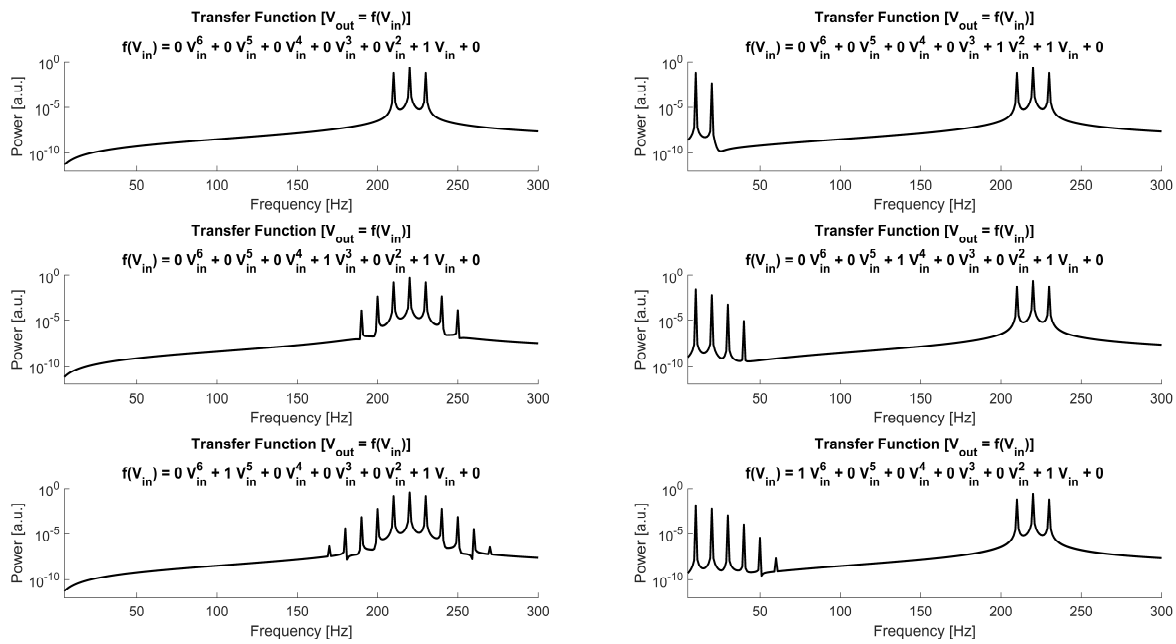 Transfer Function [V_out = f(V_in)]
f(V_in) = 0 V_in^6 + 0 V_in^5 + 0 V_in^4 + 0 V_in^3 + 0 V_in^2 + 1 V_in + 0
10^0
10^-5
10^-10
Power [a.u.]
50 100 150 200 250 300
Frequency [Hz]
Transfer Function [V_out = f(V_in)]
f(V_in) = 0 V_in^6 + 0 V_in^5 + 0 V_in^4 + 0 V_in^3 + 1 V_in^2 + 1 V_in + 0
10^0
10^-5
10^-10
Power [a.u.]
50 100 150 200 250 300
Frequency [Hz]
Transfer Function [V_out = f(V_in)]
f(V_in) = 0 V_in^6 + 0 V_in^5 + 0 V_in^4 + 1 V_in^3 + 0 V_in^2 + 1 V_in + 0
10^0
10^-5
10^-10
Power [a.u.]
50 100 150 200 250 300
Frequency [Hz]
Transfer Function [V_out = f(V_in)]
f(V_in) = 0 V_in^6 + 0 V_in^5 + 1 V_in^4 + 0 V_in^3 + 0 V_in^2 + 1 V_in + 0
10^0
10^-5
10^-10
Power [a.u.]
50 100 150 200 250 300
Frequency [Hz]
Transfer Function [V_out = f(V_in)]
f(V_in) = 0 V_in^6 + 1 V_in^5 + 0 V_in^4 + 0 V_in^3 + 0 V_in^2 + 1 V_in + 0
10^0
10^-5
10^-10
Power [a.u.]
50 100 150 200 250 300
Frequency [Hz]
Transfer Function [V_out = f(V_in)]
f(V_in) = 1 V_in^6 + 0 V_in^5 + 0 V_in^4 + 0 V_in^3 + 0 V_in^2 + 1 V_in + 0
10^0
10^-5
10^-10
Power [a.u.]
50 100 150 200 250 300
Frequency [Hz]